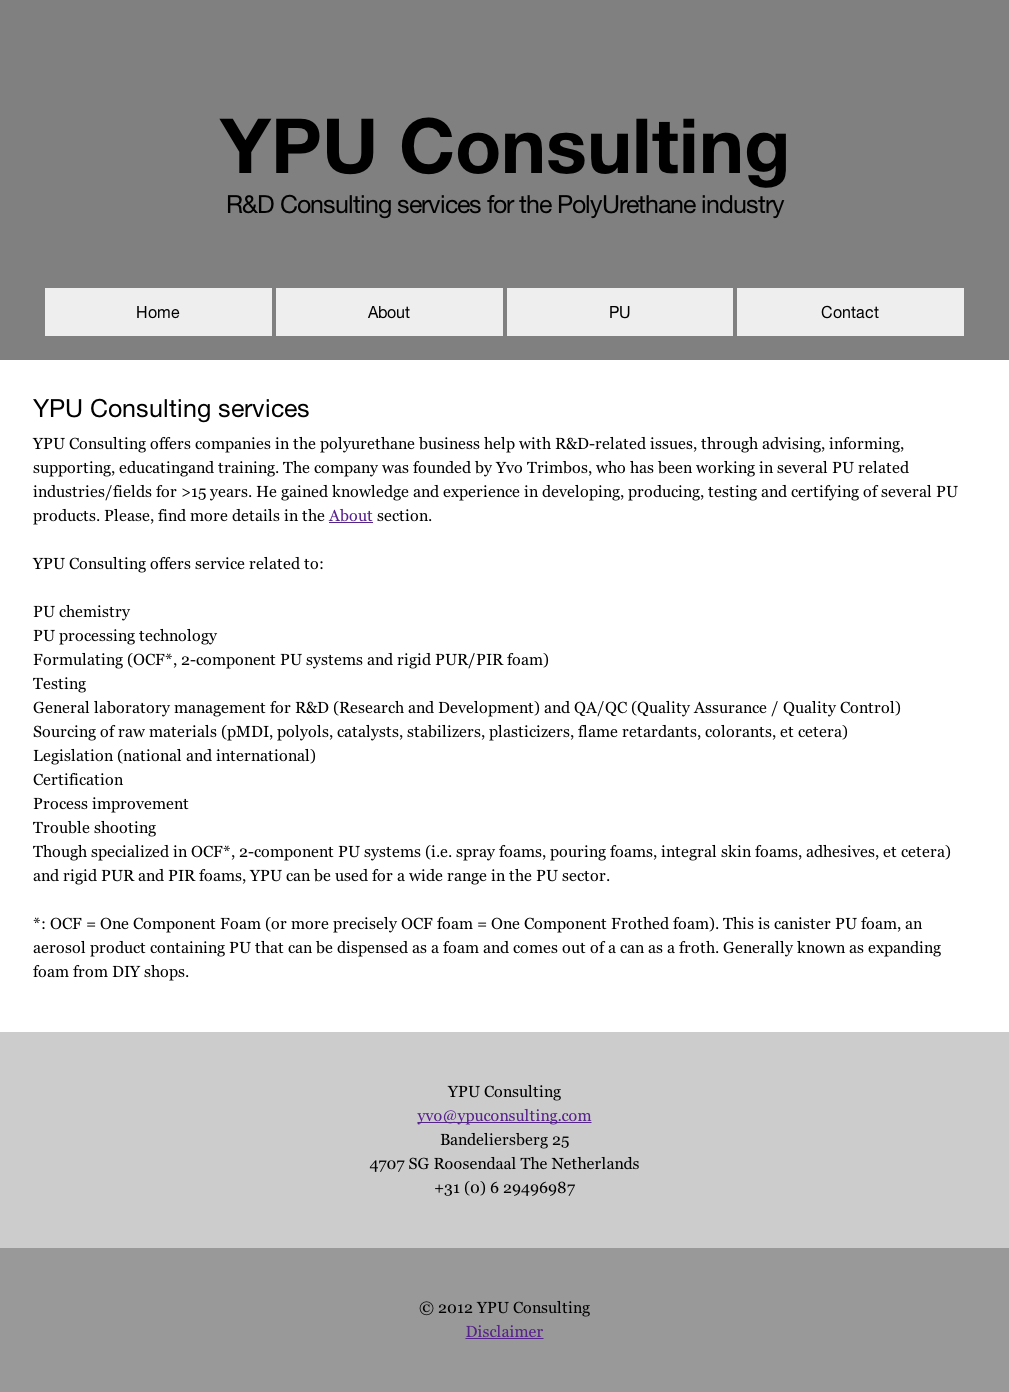 YPU Consulting
R&D Consulting services for the PolyUrethane industry
Home
About
PU
Contact
YPU Consulting services
YPU Consulting offers companies in the polyurethane business help with R&D-related issues, through advising, informing,
supporting, educatingand training. The company was founded by Yvo Trimbos, who has been working in several PU related
industries/fields for >15 years. He gained knowledge and experience in developing, producing, testing and certifying of several PU
products. Please, find more details in the About section.
YPU Consulting offers service related to:
PU chemistry
PU processing technology
Formulating (OCF*, 2-component PU systems and rigid PUR/PIR foam)
Testing
General laboratory management for R&D (Research and Development) and QA/QC (Quality Assurance / Quality Control)
Sourcing of raw materials (pMDI, polyols, catalysts, stabilizers, plasticizers, flame retardants, colorants, et cetera)
Legislation (national and international)
Certification
Process improvement
Trouble shooting
Though specialized in OCF*, 2-component PU systems (i.e. spray foams, pouring foams, integral skin foams, adhesives, et cetera)
and rigid PUR and PIR foams, YPU can be used for a wide range in the PU sector.
*: OCF = One Component Foam (or more precisely OCF foam = One Component Frothed foam). This is canister PU foam, an
aerosol product containing PU that can be dispensed as a foam and comes out of a can as a froth. Generally known as expanding
foam from DIY shops.
YPU Consulting
yvo@ypuconsulting.com
Bandeliersberg 25
4707 SG Roosendaal The Netherlands
+31 (0) 6 29496987
© 2012 YPU Consulting
Disclaimer